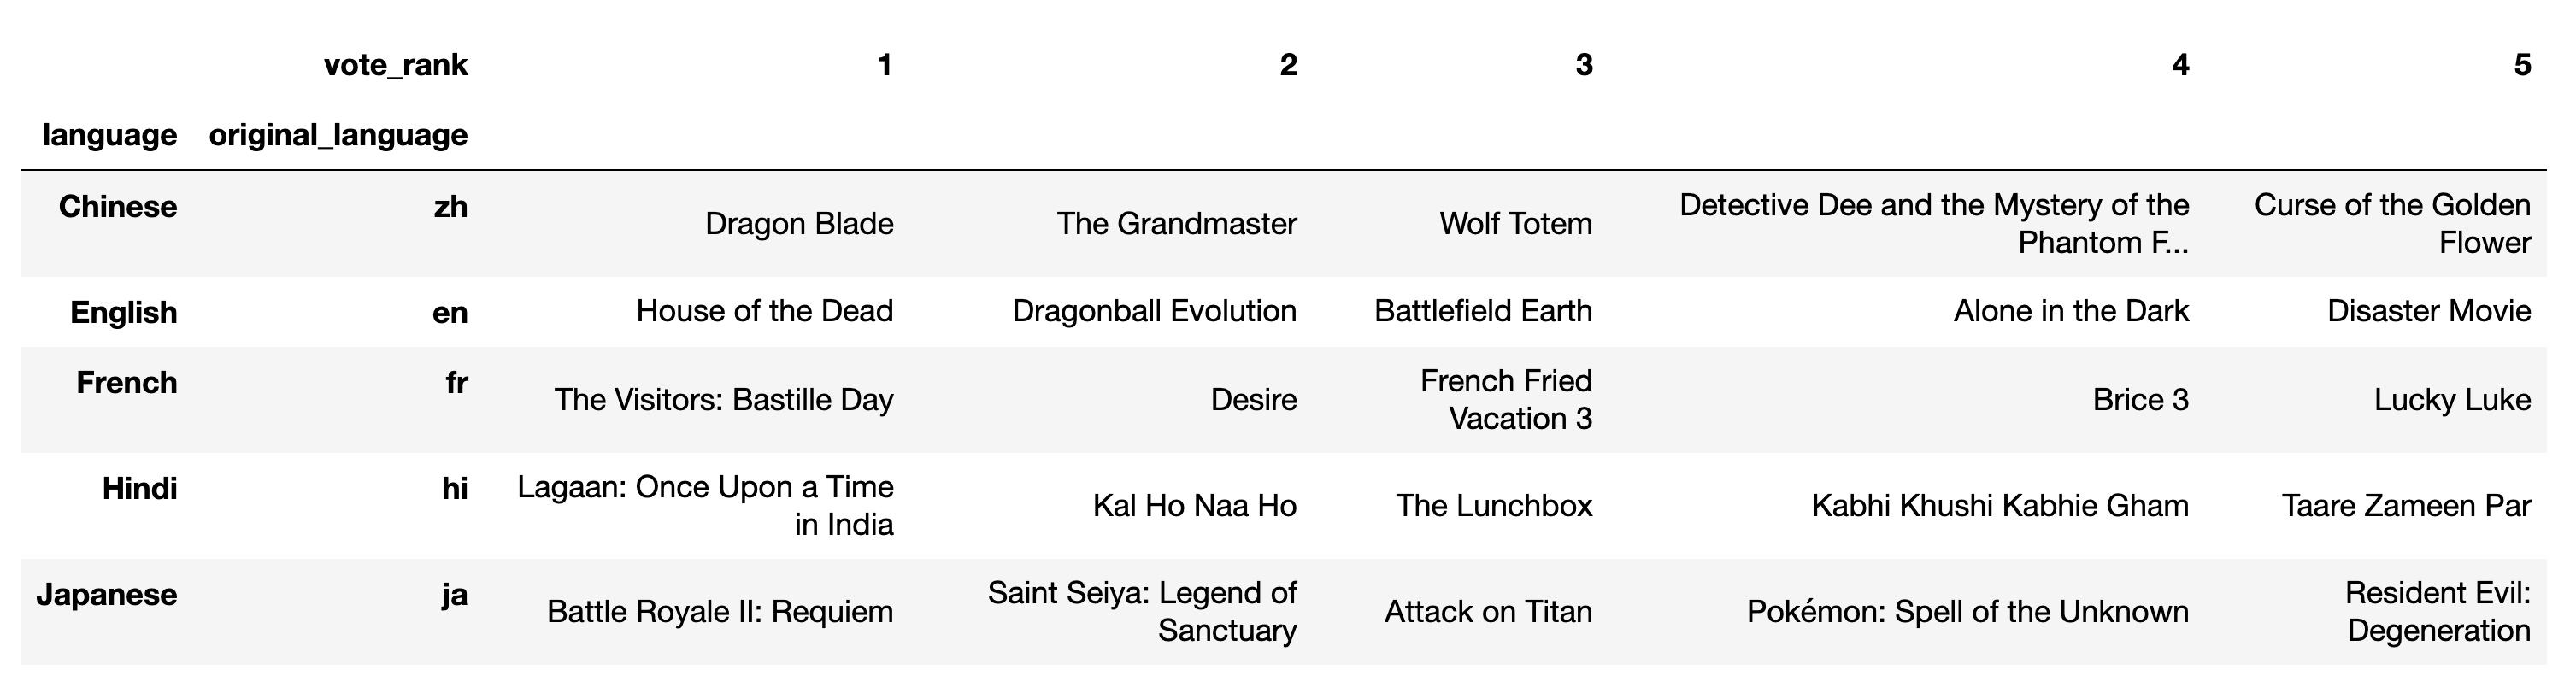 vote_rank 1 2 3 4 5
language original_language
Chinese zh Dragon Blade The Grandmaster Wolf Totem Detective Dee and the Mystery of the Phantom F... Curse of the Golden Flower
English en House of the Dead Dragonball Evolution Battlefield Earth Alone in the Dark Disaster Movie
French fr The Visitors: Bastille Day Desire French Fried Vacation 3 Brice 3 Lucky Luke
Hindi hi Lagaan: Once Upon a Time in India Kal Ho Naa Ho The Lunchbox Kabhi Khushi Kabhie Gham Taare Zameen Par
Japanese ja Battle Royale II: Requiem Saint Seiya: Legend of Sanctuary Attack on Titan Pokémon: Spell of the Unknown Resident Evil: Degeneration